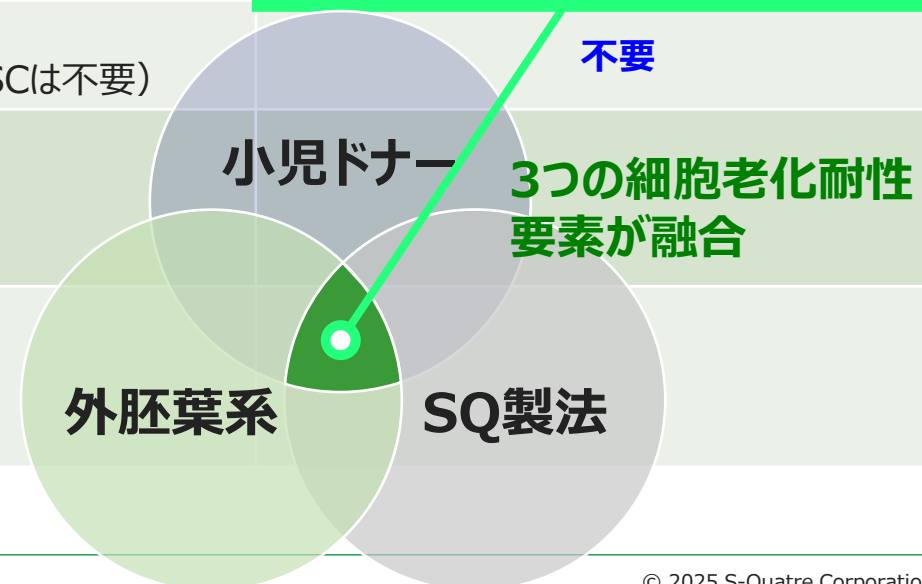 不要
SCは不要）
小児ドナー
3つの細胞老化耐性
要素が融合
外胚葉系
SQ製法
© 2025 S-Quatre Corporatio